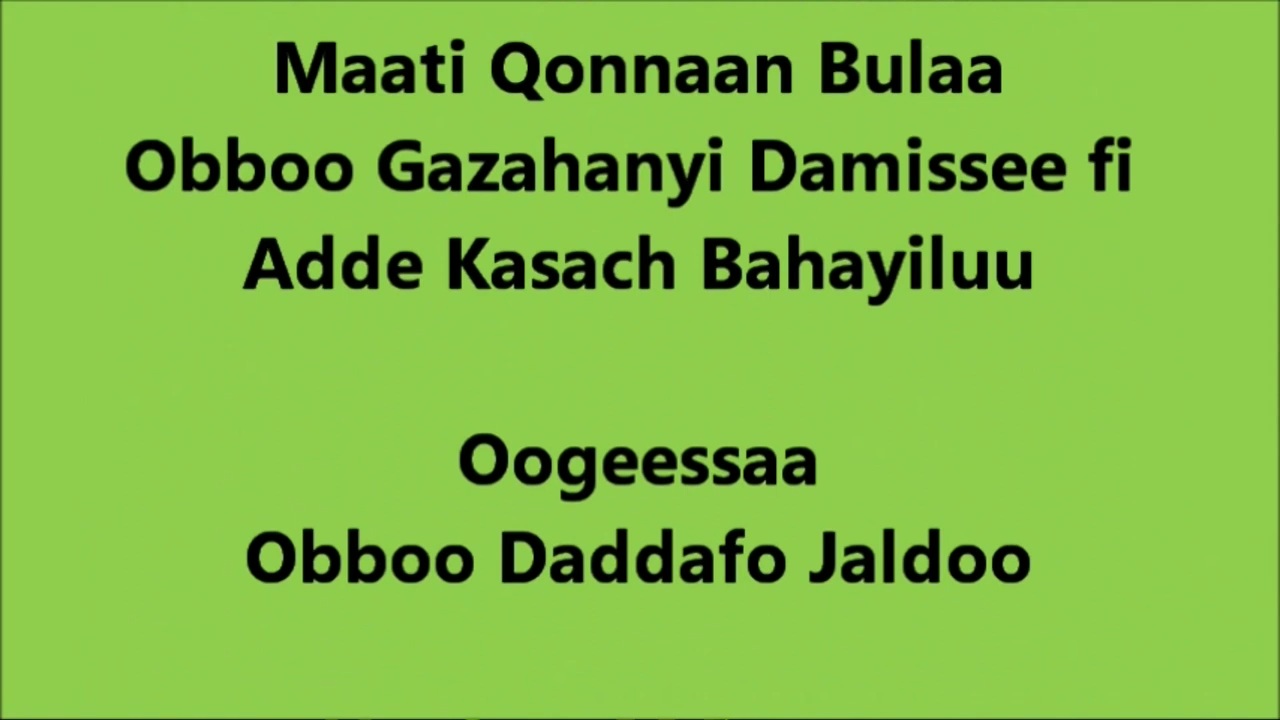 Maati Qonnaan Bulaa
Obboo Gazahanyi Damissee fi
Adde Kasach Bahayiluu
Oogeessaa
Obboo Daddafo Jaldoo